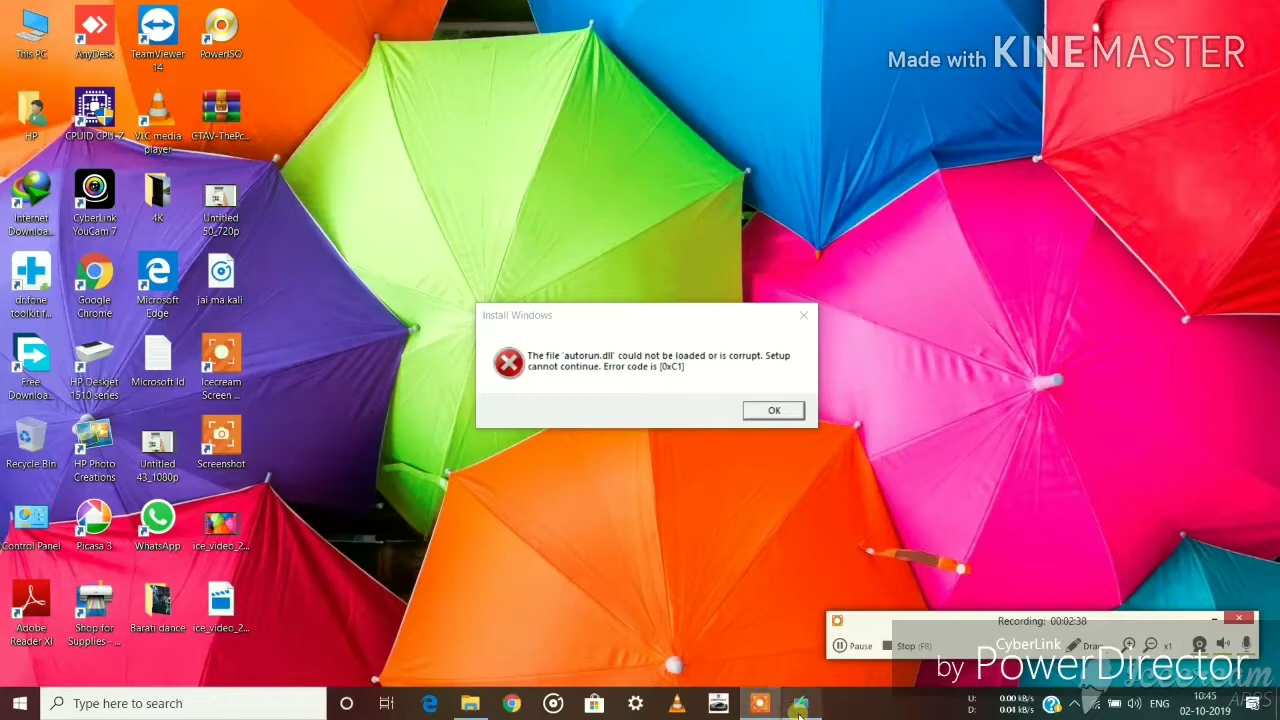 Made with KINEMASTER
This PC
AnyDesk
TeamViewer 14
PowerISO
HP
CPUID CPU-Z
VLC media player
GTAV-ThePc...
Internet Downloa...
CyberLink YouCam 7
4K
Untitled 50_720p
dr.fone toolkit f...
Google Chrome
Microsoft Edge
jai ma kali
Install Windows
The file 'autorun.dll' could not be loaded or is corrupt. Setup
cannot continue. Error code is [0xC1]
OK
Free Downloa...
HP Deskjet 1510 series
Microsoft Id
Icecream Screen ...
Recycle Bin
HP Photo Creations
Untitled 43_1080p
Screenshot
Control Panel
Picasa 3
WhatsApp
ice_video_2...
Adobe Reader XI
Shop for Supplies - ...
Barati dance
ice_video_2...
Recording: 00:02:38
Pause
Stop (F8)
Draw
x1
CyberLink
by PowerDirector
icecream
APPS
Type here to search
U: 0.00 kB/s
D: 0.04 kB/s
ENG
10:45
02-10-2019